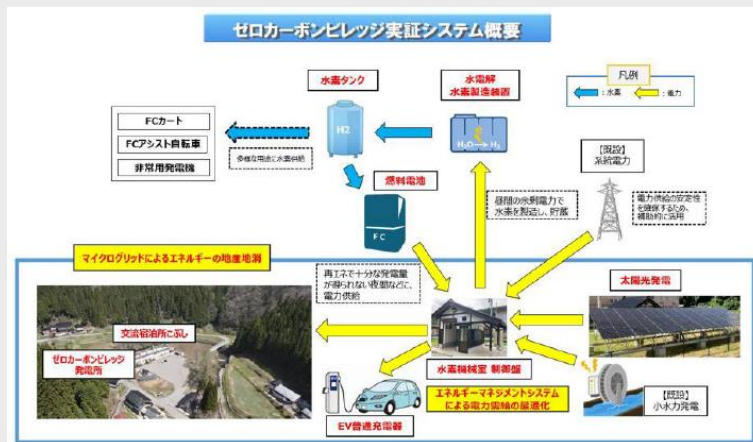 ゼロカーボンビレッジ実証システム概要
水素タンク
水電解
水素製造装置
凡例
:水素
:電力
FCカート
FCアシスト自転車
非常用発電機
多様な用途に水素供給
H2
H₂O→H₂
【既設】
系統電力
電力供給の安定性
を確保するため、
補助的に活用
燃料電池
FC
昼間の余剰電力で
水素を製造し、貯蔵
マイクログリッドによるエネルギーの地産地消
再エネで十分な発電量
が得られない夜間などに、
電力供給
太陽光発電
交流宿泊所こぶし
ゼロカーボンビレッジ
発電所
水素機械室 制御盤
エネルギーマネジメントシステム
による電力需給の最適化
EV普通充電器
【既設】
小水力発電